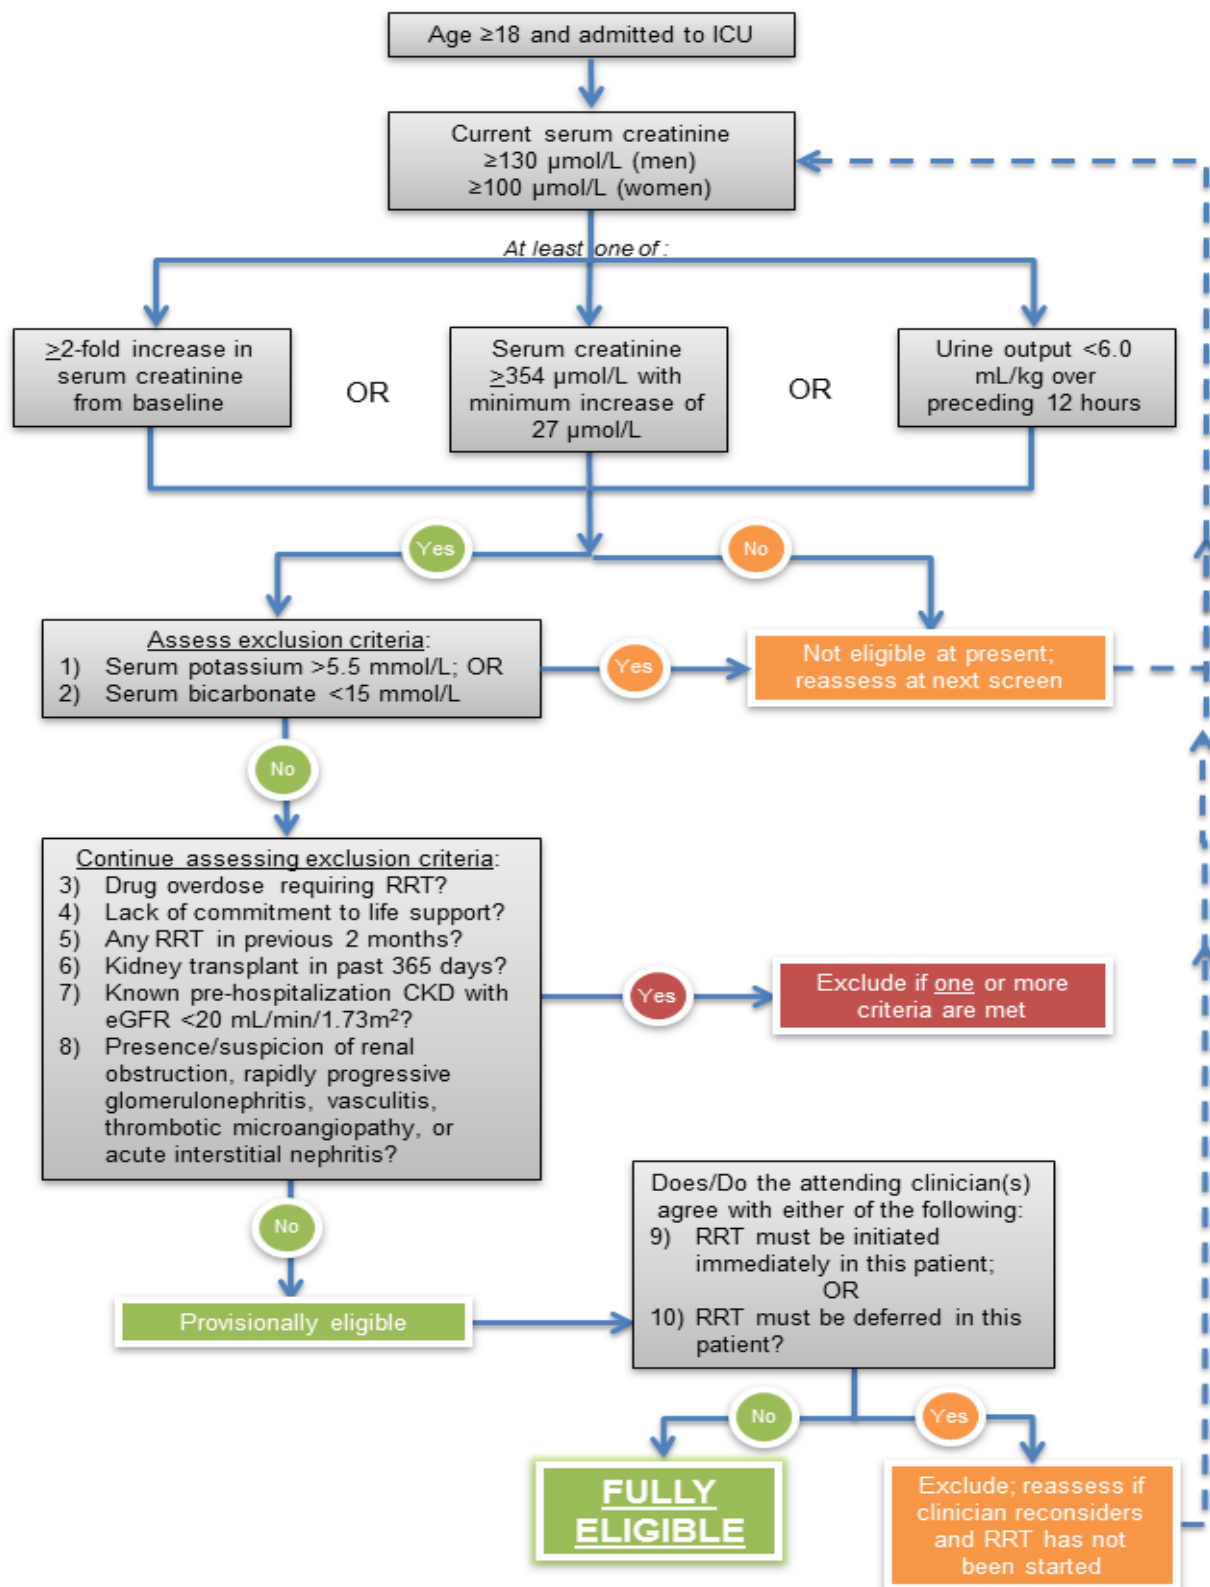 Age ≥18 and admitted to ICU
Current serum creatinine
≥130 µmol/L (men)
≥100 µmol/L (women)
At least one of :
≥2-fold increase in
serum creatinine
from baseline
OR
Serum creatinine
≥354 µmol/L with
minimum increase of
27 µmol/L
OR
Urine output <6.0
mL/kg over
preceding 12 hours
Yes
No
Assess exclusion criteria:
1) Serum potassium >5.5 mmol/L; OR
2) Serum bicarbonate <15 mmol/L
Yes
Not eligible at present;
reassess at next screen
No
Continue assessing exclusion criteria:
3) Drug overdose requiring RRT?
4) Lack of commitment to life support?
5) Any RRT in previous 2 months?
6) Kidney transplant in past 365 days?
7) Known pre-hospitalization CKD with
eGFR <20 mL/min/1.73m²?
8) Presence/suspicion of renal
obstruction, rapidly progressive
glomerulonephritis, vasculitis,
thrombotic microangiopathy, or
acute interstitial nephritis?
Yes
Exclude if one or more
criteria are met
No
Provisionally eligible
Does/Do the attending clinician(s)
agree with either of the following:
9) RRT must be initiated
immediately in this patient;
OR
10) RRT must be deferred in this
patient?
No
Yes
FULLY
ELIGIBLE
Exclude; reassess if
clinician reconsiders
and RRT has not
been started